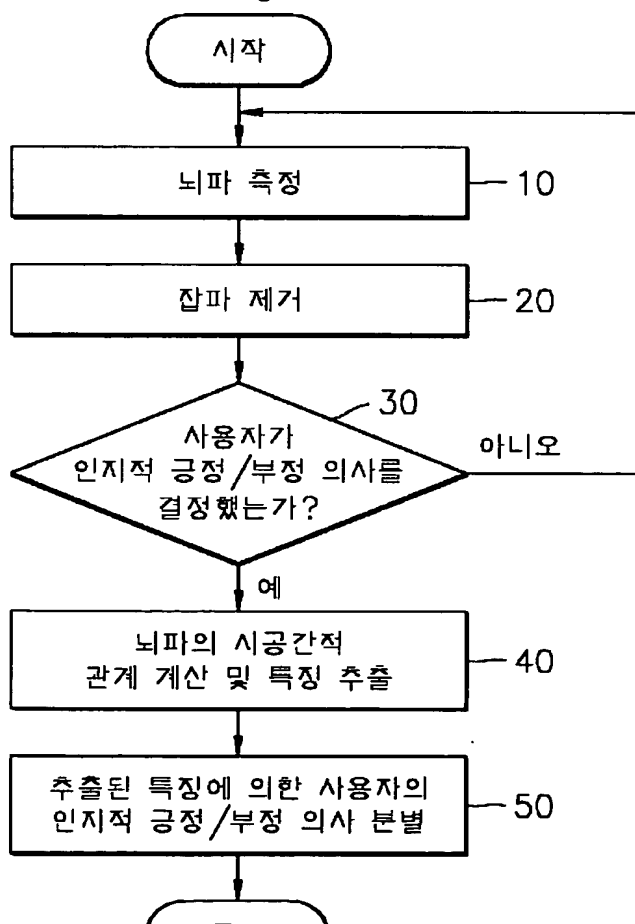 시작
뇌파 측정
10
잡파 제거
20
30
사용자가
인지적 긍정/부정 의사를
결정했는가?
아니오
예
뇌파의 시공간적
관계 계산 및 특징 추출
40
추출된 특징에 의한 사용자의
인지적 긍정/부정 의사 분별
50